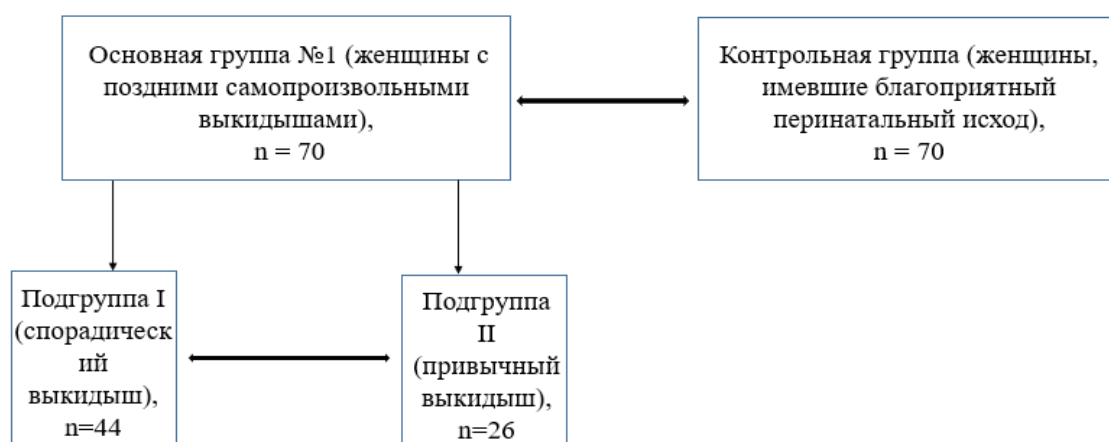 Основная группа №1 (женщины с
поздними самопроизвольными
выкидышами),
n = 70
Контрольная группа (женщины,
имевшие благоприятный
перинатальный исход),
n = 70
Подгруппа I
(спорадическ
ий
выкидыш),
n=44
Подгруппа
II
(привычный
выкидыш),
n=26